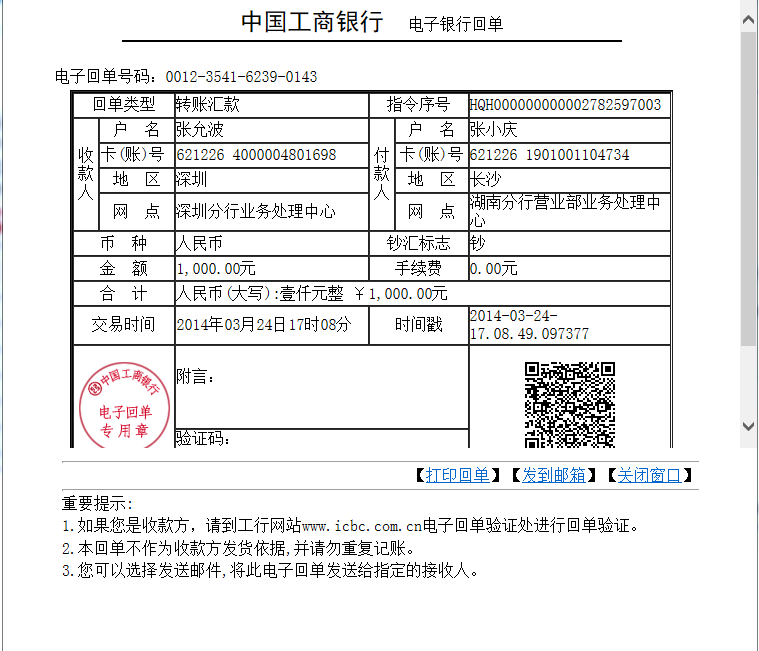 中国工商银行 电子银行回单
电子回单号码：0012-3541-6239-0143
回单类型 转账汇款 指令序号 HQH000000000002782597003
收款人 户 名 张允波 付款人 户 名 张小庆
卡(账)号 621226 4000004801698 卡(账)号 621226 1901001104734
地 区 深圳 地 区 长沙
网 点 深圳分行业务处理中心 网 点 湖南分行营业部业务处理中心
币 种 人民币 钞汇标志 钞
金 额 1,000.00元 手续费 0.00元
合 计 人民币(大写):壹仟元整 ￥1,000.00元
交易时间 2014年03月24日17时08分 时间戳 2014-03-24-
17.08.49.097377
中国工商银行
电子回单
专用章
附言：
验证码：
【打印回单】【发到邮箱】【关闭窗口】
重要提示:
1.如果您是收款方，请到工行网站www.icbc.com.cn电子回单验证处进行回单验证。
2.本回单不作为收款方发货依据,并请勿重复记账。
3.您可以选择发送邮件,将此电子回单发送给指定的接收人。